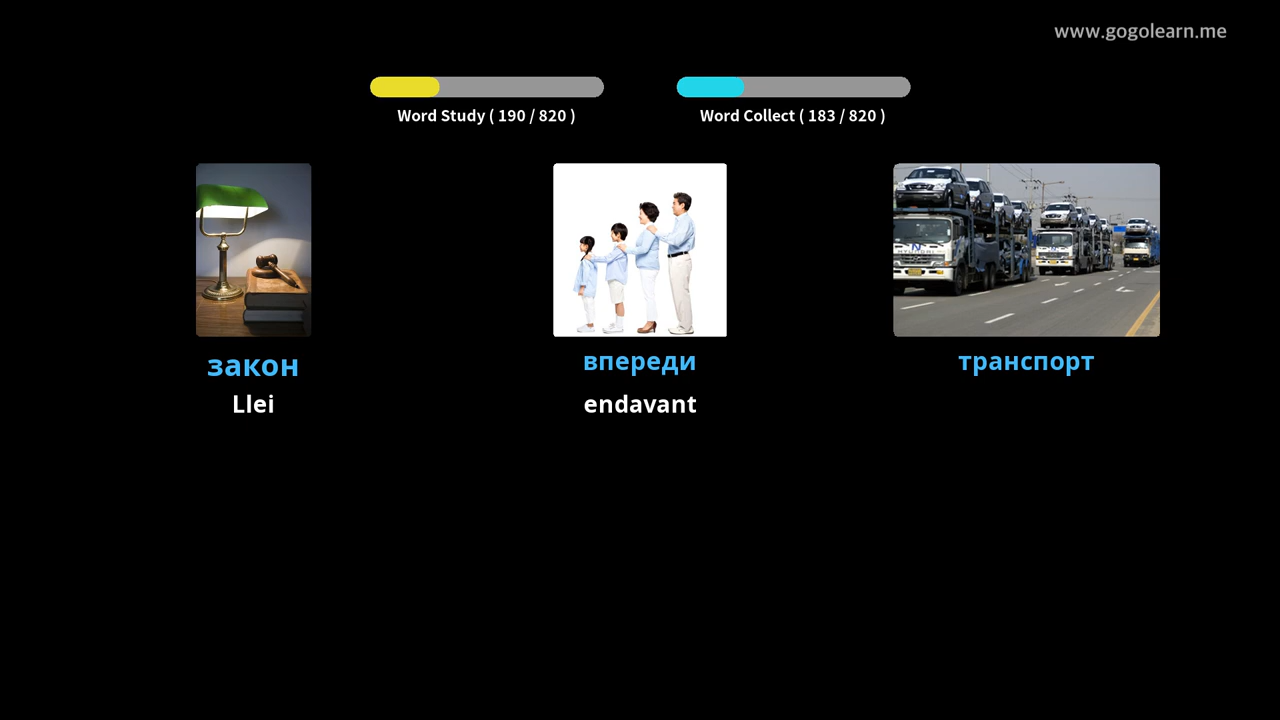 www.gogolearn.me
Word Study ( 190 / 820 )
Word Collect ( 183 / 820 )
закон
впереди
транспорт
Llei
endavant